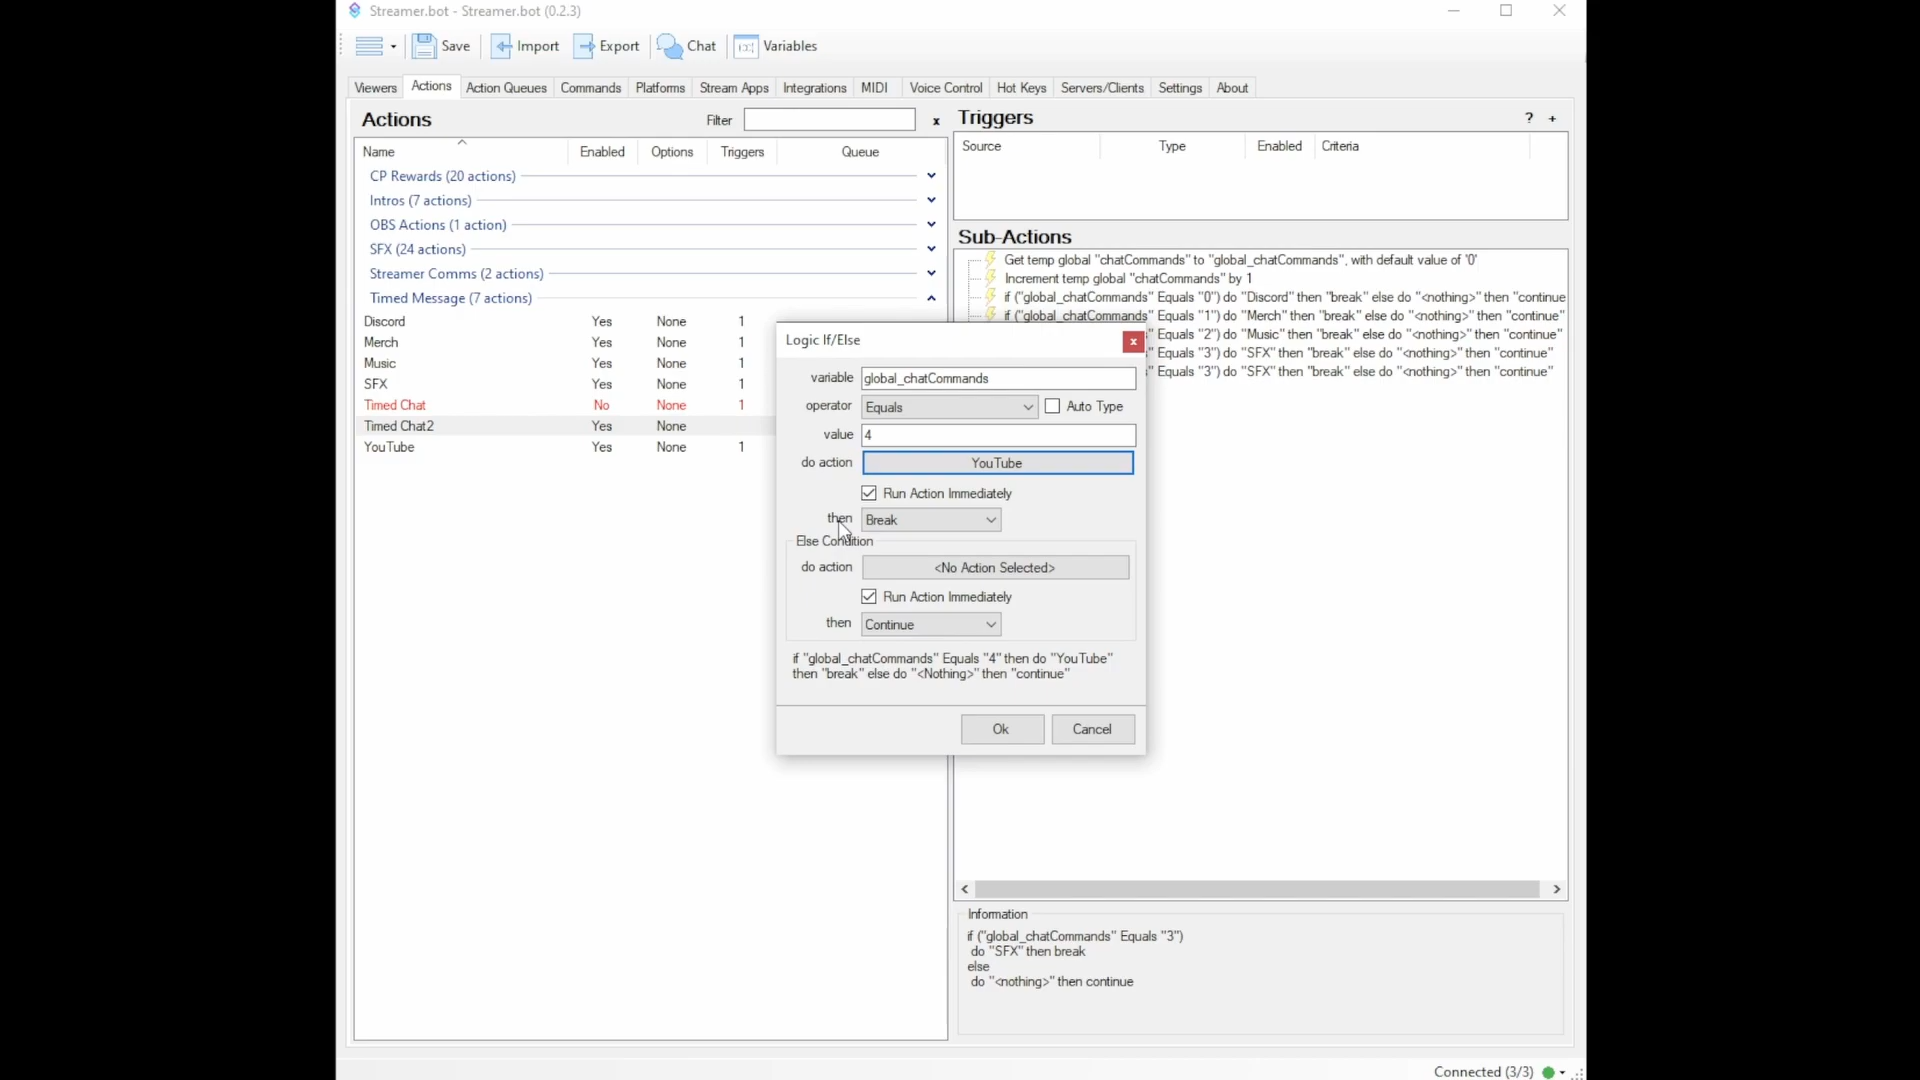 Streamer.bot - Streamer.bot (0.2.3)
Save Import Export Chat Variables
Viewers Actions Action Queues Commands Platforms Stream Apps Integrations MIDI Voice Control Hot Keys Servers/Clients Settings About
Actions Filter x
Name Enabled Options Triggers Queue
CP Rewards (20 actions)
Intros (7 actions)
OBS Actions (1 action)
SFX (24 actions)
Streamer Comms (2 actions)
Timed Message (7 actions)
Discord Yes None 1
Merch Yes None 1
Music Yes None 1
SFX Yes None 1
Timed Chat No None 1
Timed Chat2 Yes None
YouTube Yes None 1
Triggers ? +
Source Type Enabled Criteria
Sub-Actions
Get temp global "chatCommands" to "global_chatCommands", with default value of '0'
Increment temp global "chatCommands" by 1
if ("global_chatCommands" Equals "0") do "Discord" then "break" else do "<nothing>" then "continue
if ("global_chatCommands" Equals "1") do "Merch" then "break" else do "<nothing>" then "continue"
" Equals "2") do "Music" then "break" else do "<nothing>" then "continue"
" Equals "3") do "SFX" then "break" else do "<nothing>" then "continue"
" Equals "3") do "SFX" then "break" else do "<nothing>" then "continue"
Logic If/Else x
variable global_chatCommands
operator Equals Auto Type
value 4
do action YouTube
Run Action Immediately
then Break
Else Condition
do action <No Action Selected>
Run Action Immediately
then Continue
if "global_chatCommands" Equals "4" then do "YouTube"
then "break" else do "<Nothing>" then "continue"
Ok Cancel
Information
if ("global_chatCommands" Equals "3")
do "SFX" then break
else
do "<nothing>" then continue
Connected (3/3)